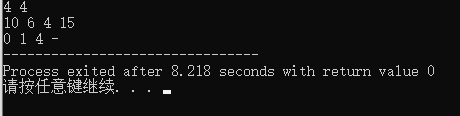 4 4
10 6 4 15
0 1 4 -
--------------------------------
Process exited after 8.218 seconds with return value 0
请按任意键继续. . .